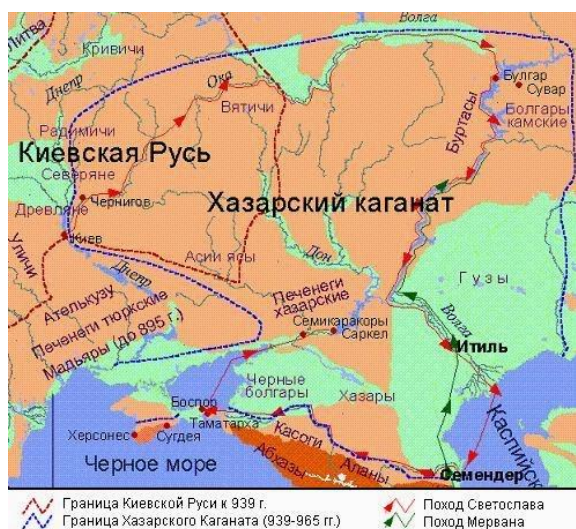 Волга
Литва
Кривичи
Днепр
Ока
Булгар
Сувар
Вятичи
Болгары
камские
Буртасы
Радимичи
Киевская Русь
Северяне
Хазарский каганат
Чернигов
Древляне
Киев
Уличи
Асии ясы
Дон
Гузы
Днепр
Ателькузу
Печенеги тюркские
Мадьяры (до 895 г.)
Печенеги
хазарские
Семикаракоры
Саркел
Волга
Итиль
Черные
болгары
Хазары
Боспор
Таматарха
Херсонес
Сугдея
Касоги
Аланы
Абхазы
Каспийск
Черное море
Семендер
Граница Киевской Руси к 939 г.
Граница Хазарского Каганата (939-965 гг.)
Поход Светослава
Поход Мервана